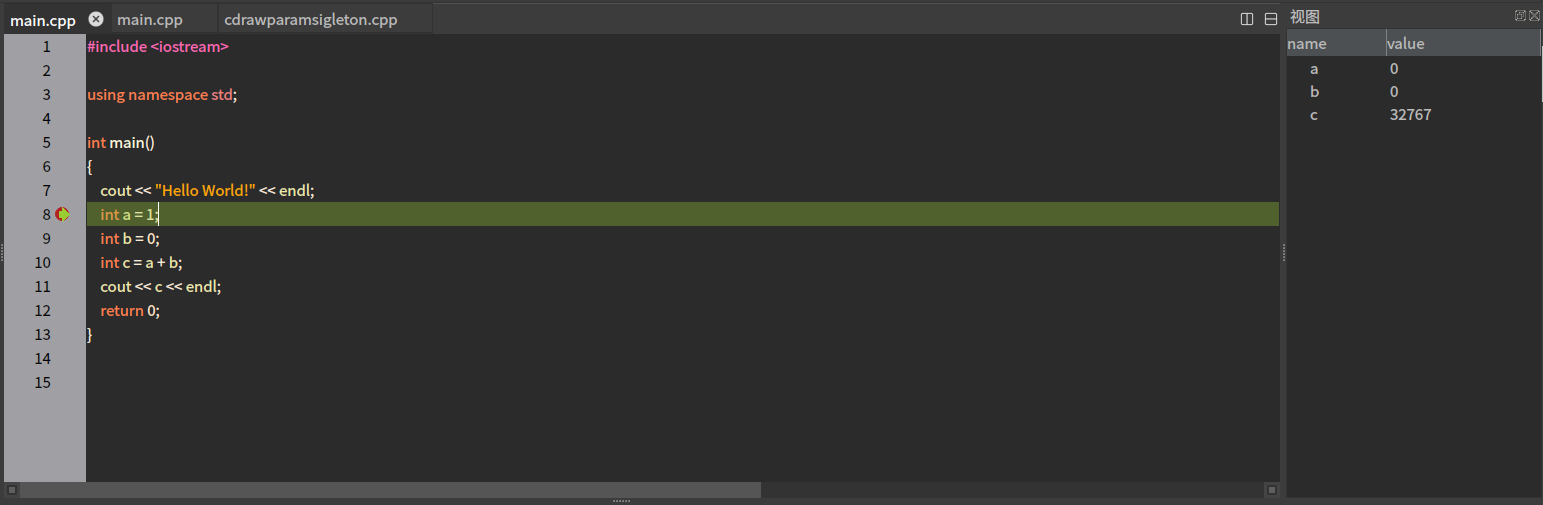 main.cpp main.cpp cdrawparamsigleton.cpp
1 #include <iostream>
2
3 using namespace std;
4
5 int main()
6 {
7 cout << "Hello World!" << endl;
8 int a = 1;
9 int b = 0;
10 int c = a + b;
11 cout << c << endl;
12 return 0;
13 }
14
15
视图
name value
a 0
b 0
c 32767